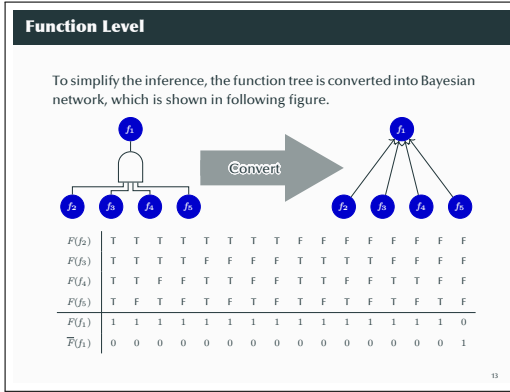 Function Level
To simplify the inference, the function tree is converted into Bayesian
network, which is shown in following figure.
f₁ f₁
Convert
f₂ f₃ f₄ f₅ f₂ f₃ f₄ f₅
F(f₂) T T T T T T T F F F F F F F F
F(f₃) T T T F F F F T T T T F F F F
F(f₄) T F F T T F F T T F F T T F F
F(f₅) F T F T F T F T F T F T F T F
F(f₁) 1 1 1 1 1 1 1 1 1 1 1 1 1 1 0
F̅(f₁) 0 0 0 0 0 0 0 0 0 0 0 0 0 0 1
13